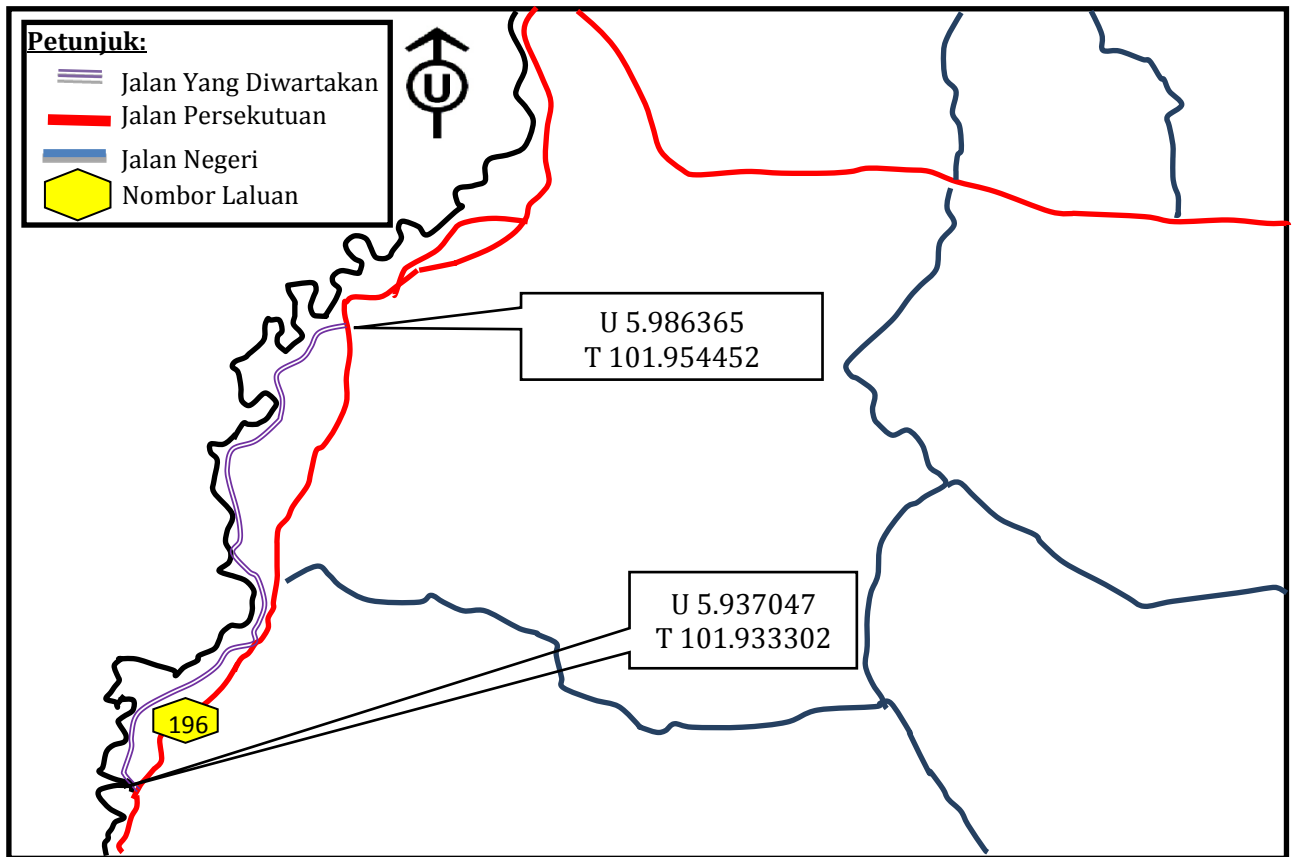 Petunjuk:
Jalan Yang Diwartakan
Jalan Persekutuan
Jalan Negeri
Nombor Laluan
U
U 5.986365
T 101.954452
U 5.937047
T 101.933302
196